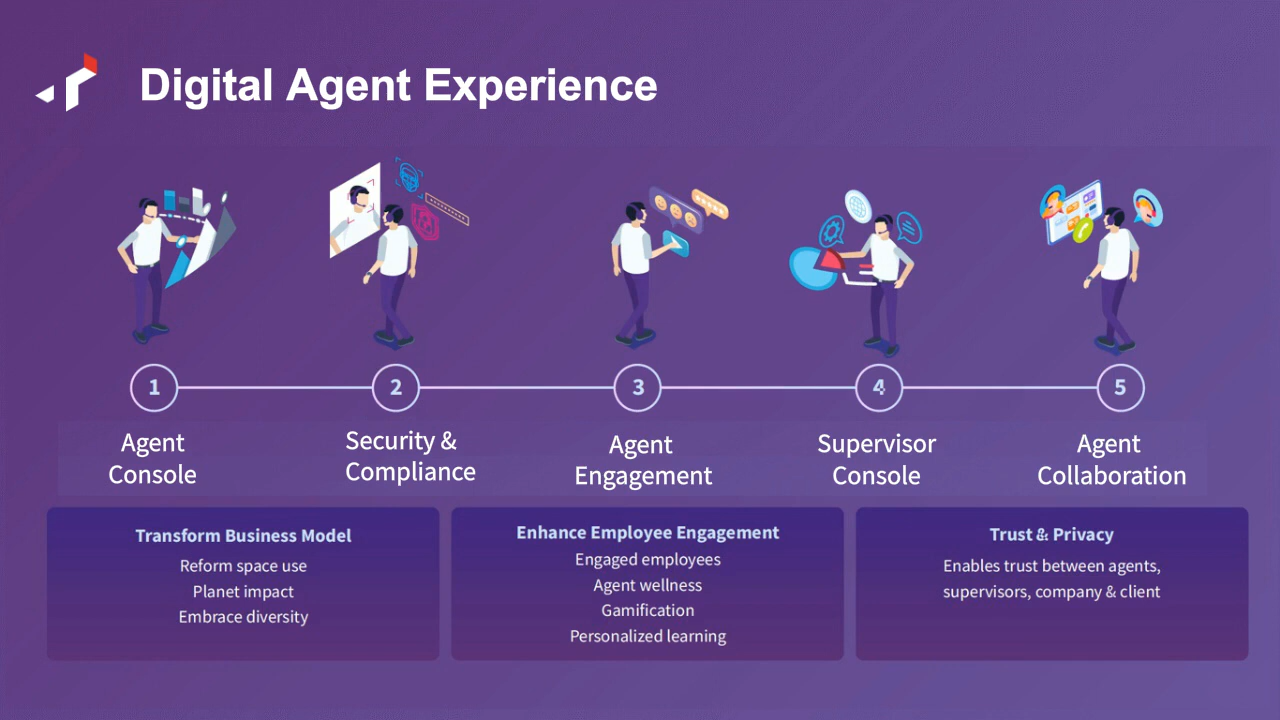 Digital Agent Experience
1
2
3
4
5
Agent
Console
Security &
Compliance
Agent
Engagement
Supervisor
Console
Agent
Collaboration
Transform Business Model
Reform space use
Planet impact
Embrace diversity
Enhance Employee Engagement
Engaged employees
Agent wellness
Gamification
Personalized learning
Trust & Privacy
Enables trust between agents,
supervisors, company & client